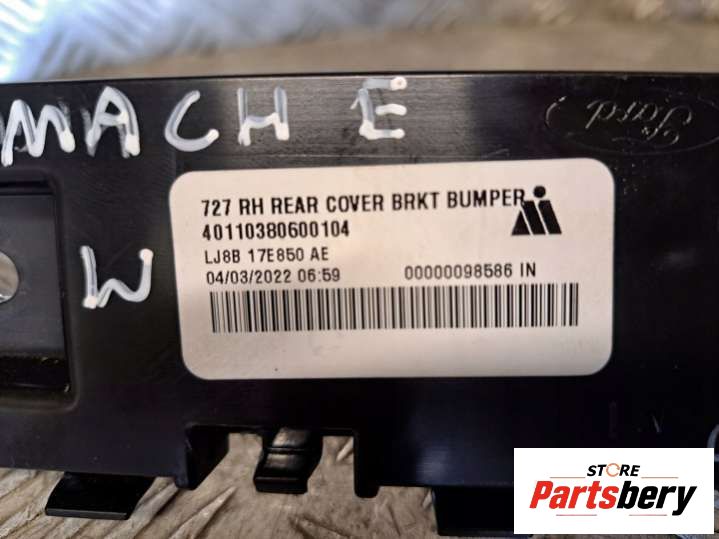 MACH E
Ford
727 RH REAR COVER BRKT BUMPER
40110380600104
LJ8B 17E850 AE
04/03/2022 06:59 00000098586 IN
W
STORE
Partsbery